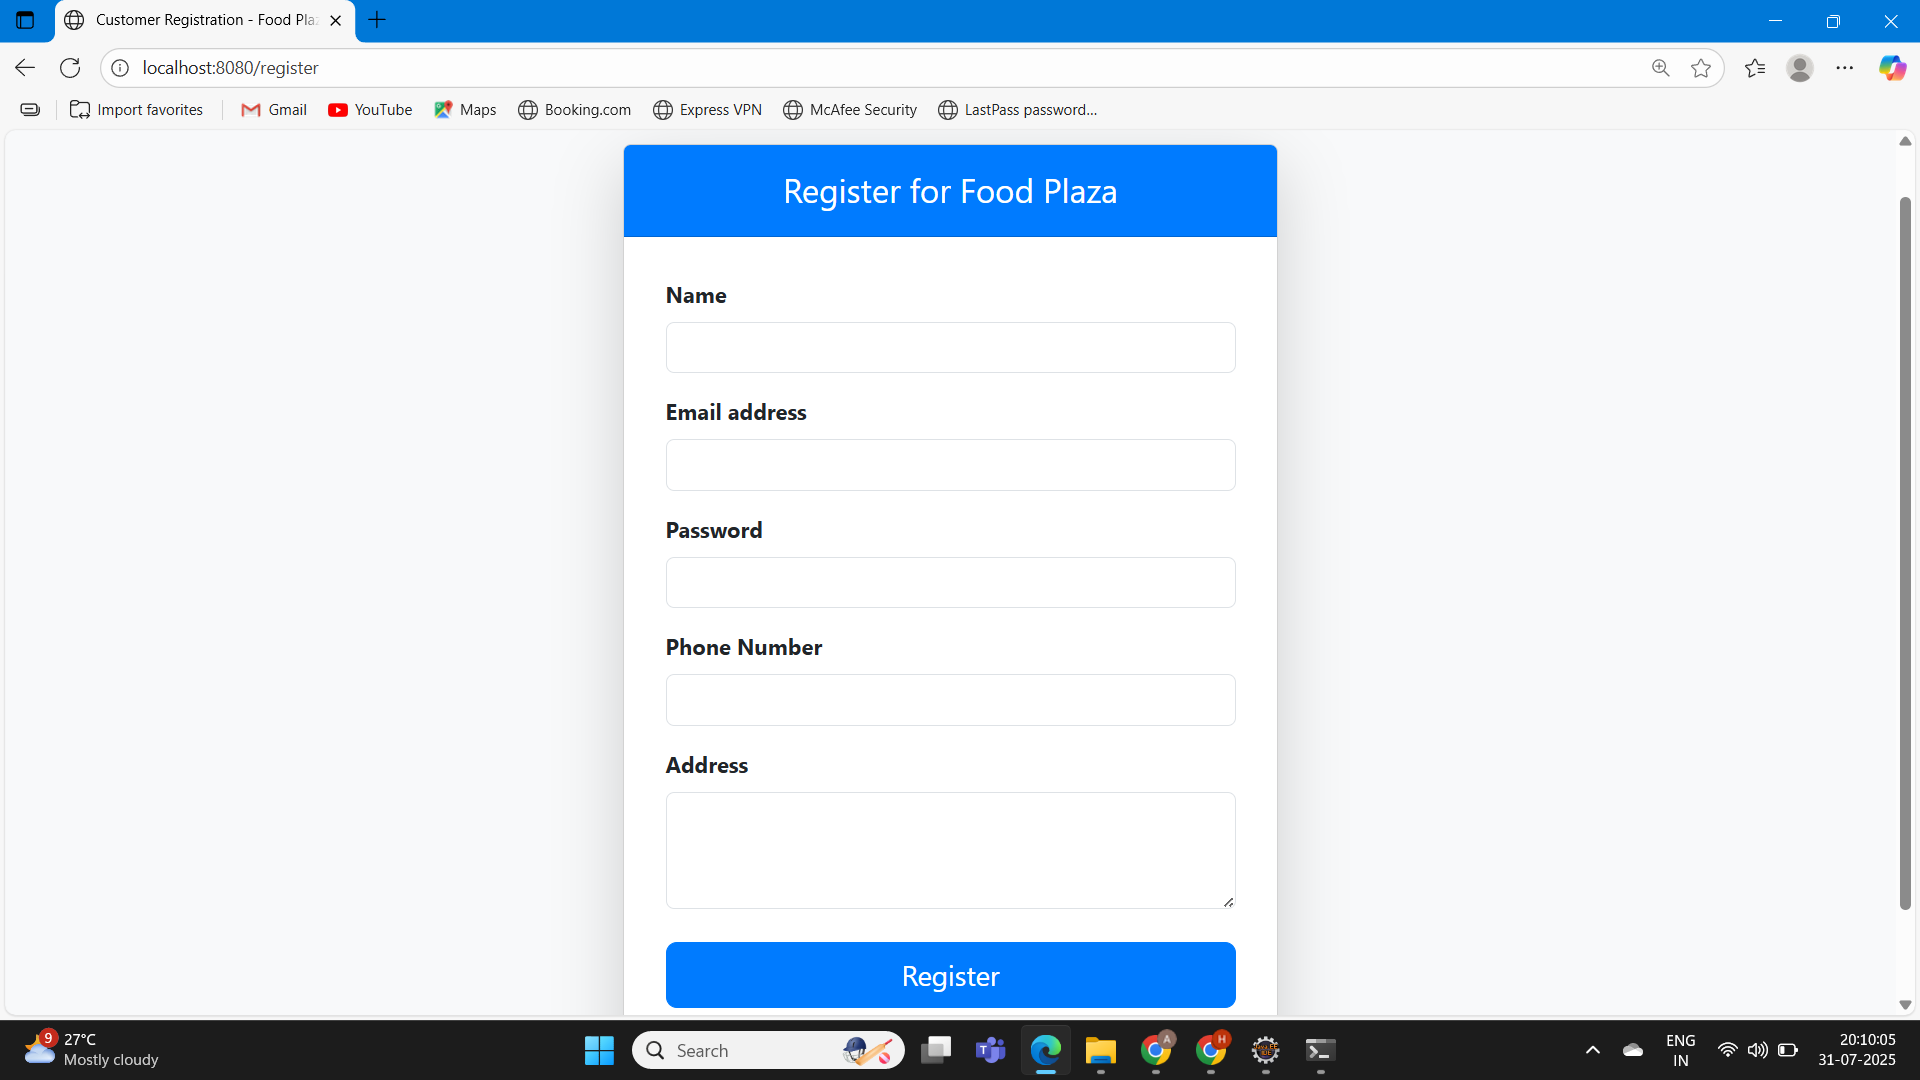 Customer Registration - Food Pla
localhost:8080/register
Import favorites
Gmail
YouTube
Maps
Booking.com
Express VPN
McAfee Security
LastPass password...
Register for Food Plaza
Name
Email address
Password
Phone Number
Address
Register
9
27°C
Mostly cloudy
Search
T
A
H
ENG
IN
20:10:05
31-07-2025